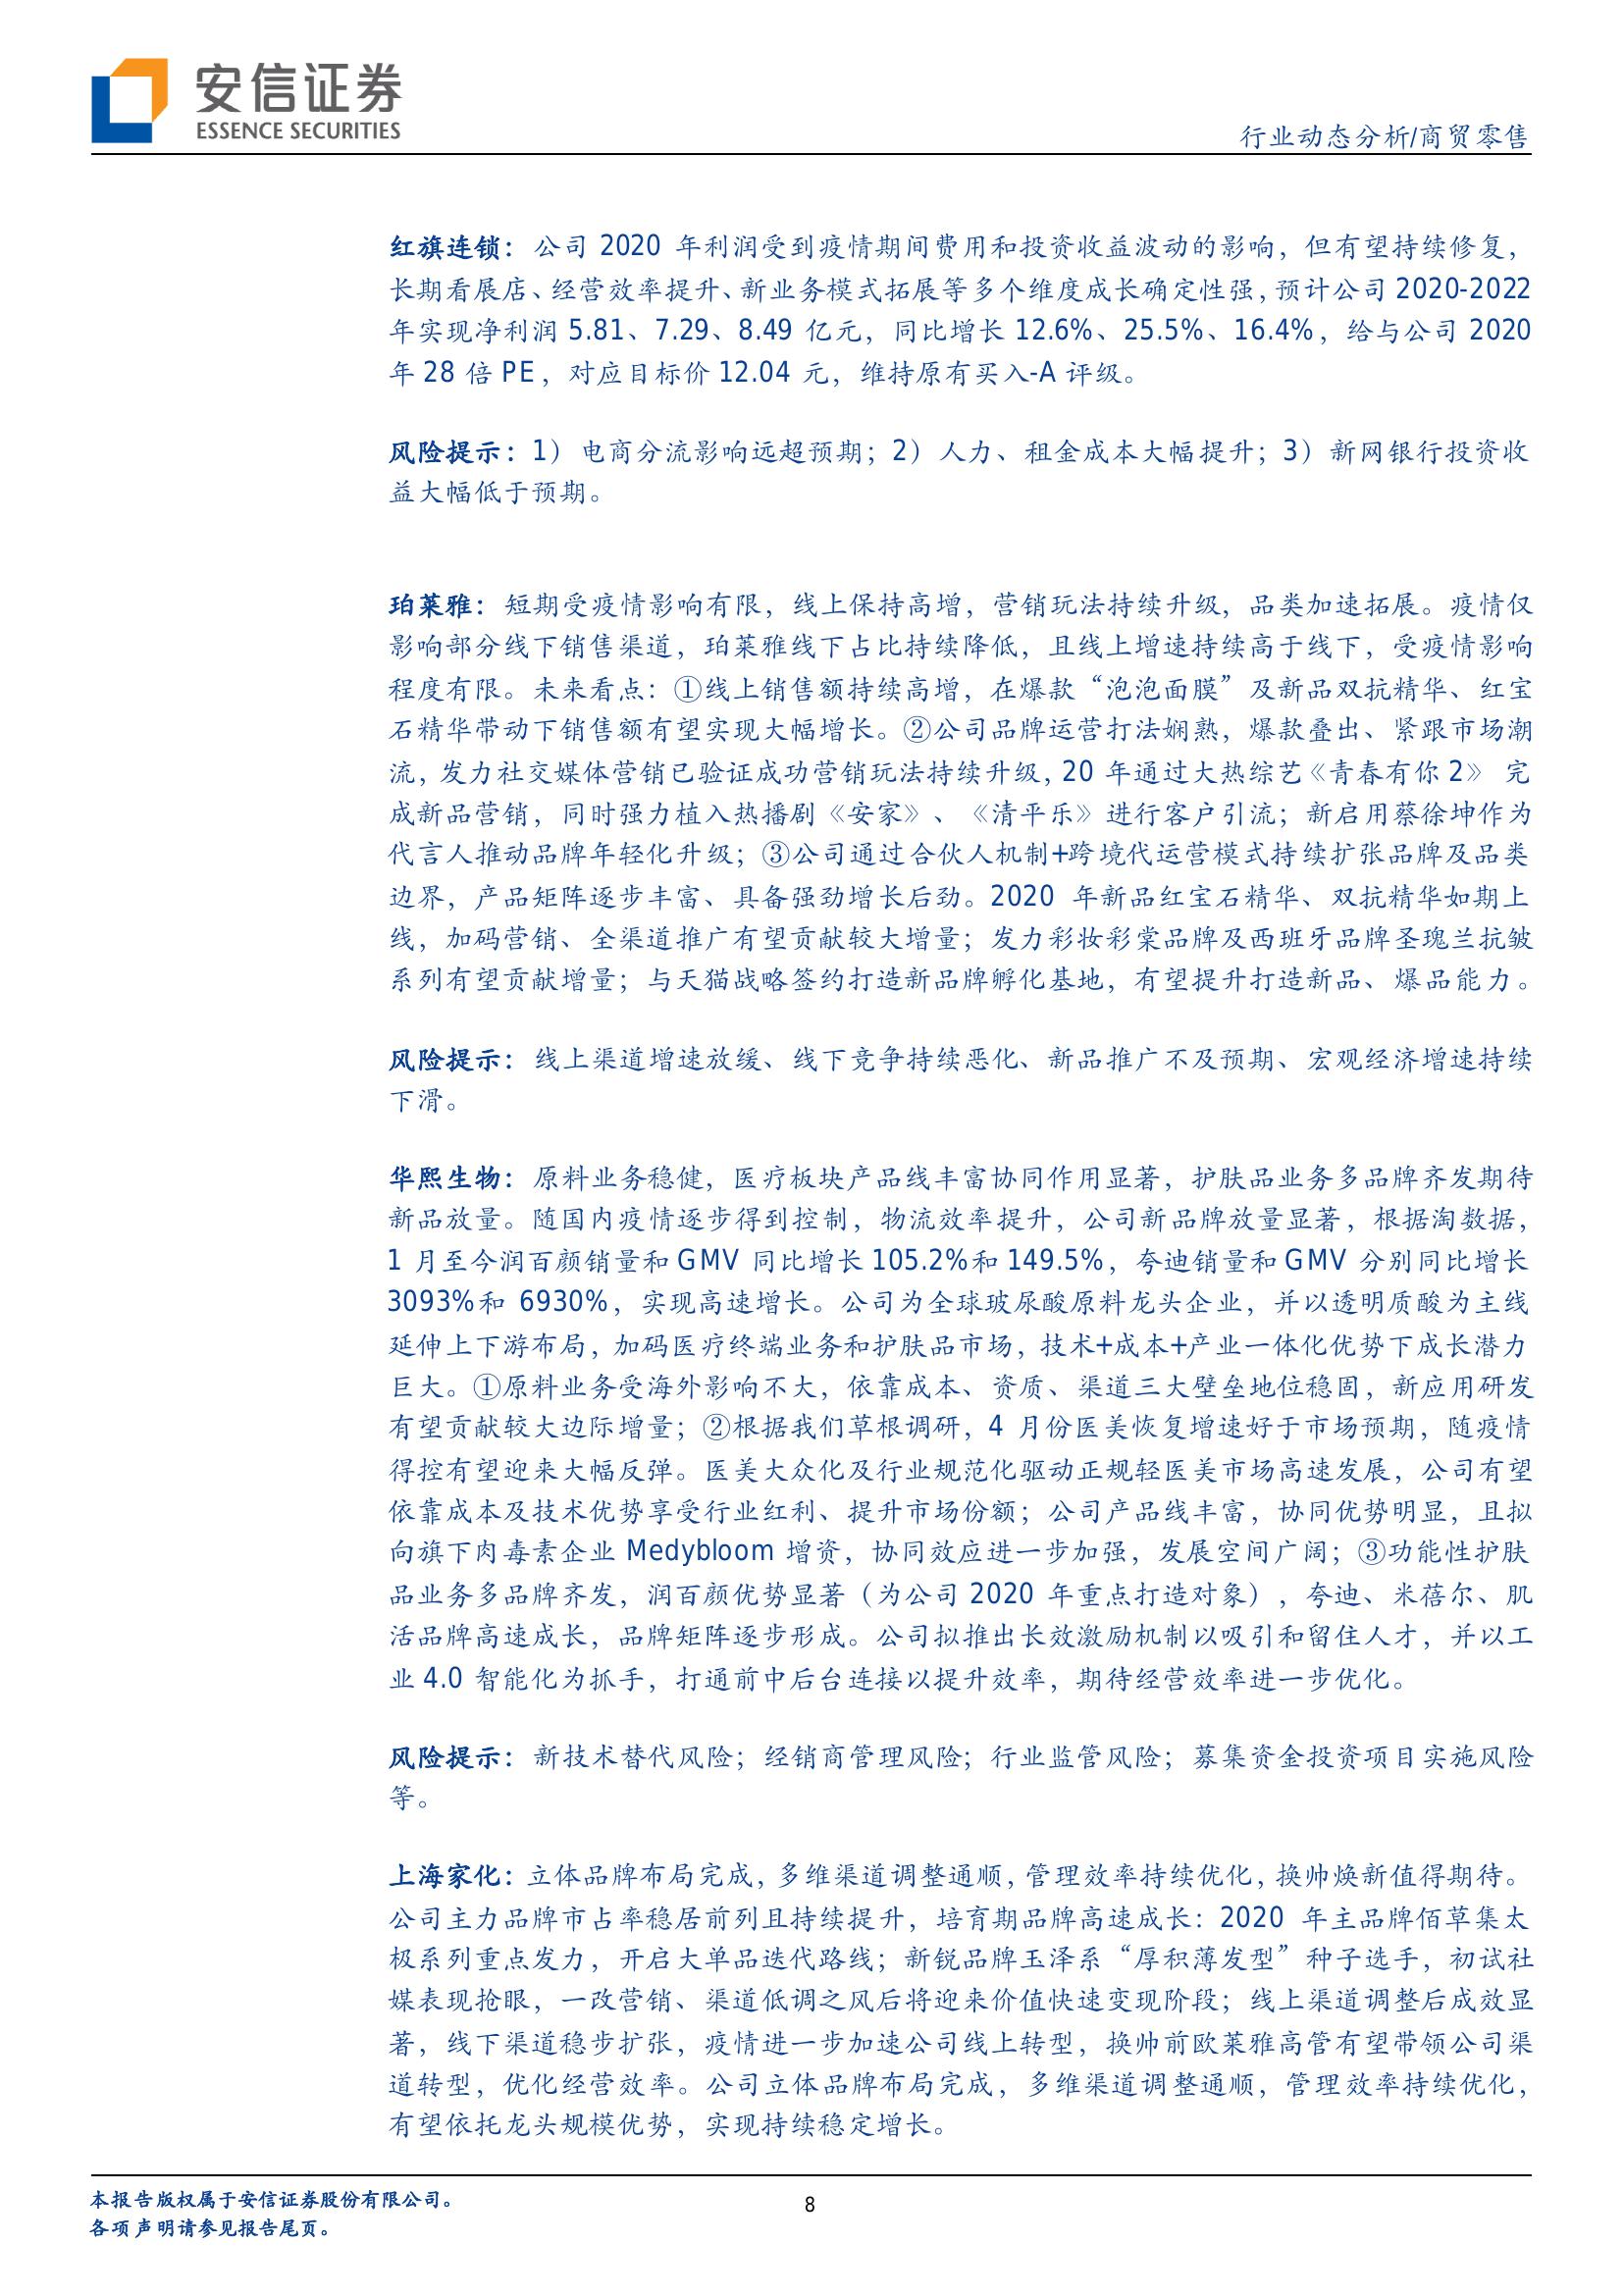 安信证券
ESSENCE SECURITIES
行业动态分析/商贸零售
红旗连锁：公司 2020 年利润受到疫情期间费用和投资收益波动的影响，但有望持续修复，
长期看展店、经营效率提升、新业务模式拓展等多个维度成长确定性强，预计公司 2020-2022
年实现净利润 5.81、7.29、8.49 亿元，同比增长 12.6%、25.5%、16.4%，给与公司 2020
年 28 倍 PE，对应目标价 12.04 元，维持原有买入-A 评级。
风险提示：1）电商分流影响远超预期；2）人力、租金成本大幅提升；3）新网银行投资收
益大幅低于预期。
珀莱雅：短期受疫情影响有限，线上保持高增，营销玩法持续升级，品类加速拓展。疫情仅
影响部分线下销售渠道，珀莱雅线下占比持续降低，且线上增速持续高于线下，受疫情影响
程度有限。未来看点：①线上销售额持续高增，在爆款“泡泡面膜”及新品双抗精华、红宝
石精华带动下销售额有望实现大幅增长。②公司品牌运营打法娴熟，爆款叠出、紧跟市场潮
流，发力社交媒体营销已验证成功营销玩法持续升级，20 年通过大热综艺《青春有你 2》 完
成新品营销，同时强力植入热播剧《安家》、《清平乐》进行客户引流；新启用蔡徐坤作为
代言人推动品牌年轻化升级；③公司通过合伙人机制+跨境代运营模式持续扩张品牌及品类
边界，产品矩阵逐步丰富、具备强劲增长后劲。2020 年新品红宝石精华、双抗精华如期上
线，加码营销、全渠道推广有望贡献较大增量；发力彩妆彩棠品牌及西班牙品牌圣瑰兰抗皱
系列有望贡献增量；与天猫战略签约打造新品牌孵化基地，有望提升打造新品、爆品能力。
风险提示：线上渠道增速放缓、线下竞争持续恶化、新品推广不及预期、宏观经济增速持续
下滑。
华熙生物：原料业务稳健，医疗板块产品线丰富协同作用显著，护肤品业务多品牌齐发期待
新品放量。随国内疫情逐步得到控制，物流效率提升，公司新品牌放量显著，根据淘数据，
1 月至今润百颜销量和 GMV 同比增长 105.2%和 149.5%，夸迪销量和 GMV 分别同比增长
3093%和 6930%，实现高速增长。公司为全球玻尿酸原料龙头企业，并以透明质酸为主线
延伸上下游布局，加码医疗终端业务和护肤品市场，技术+成本+产业一体化优势下成长潜力
巨大。①原料业务受海外影响不大，依靠成本、资质、渠道三大壁垒地位稳固，新应用研发
有望贡献较大边际增量；②根据我们草根调研，4 月份医美恢复增速好于市场预期，随疫情
得控有望迎来大幅反弹。医美大众化及行业规范化驱动正规轻医美市场高速发展，公司有望
依靠成本及技术优势享受行业红利、提升市场份额；公司产品线丰富，协同优势明显，且拟
向旗下肉毒素企业 Medybloom 增资，协同效应进一步加强，发展空间广阔；③功能性护肤
品业务多品牌齐发，润百颜优势显著（为公司 2020 年重点打造对象），夸迪、米蓓尔、肌
活品牌高速成长，品牌矩阵逐步形成。公司拟推出长效激励机制以吸引和留住人才，并以工
业 4.0 智能化为抓手，打通前中后台连接以提升效率，期待经营效率进一步优化。
风险提示：新技术替代风险；经销商管理风险；行业监管风险；募集资金投资项目实施风险
等。
上海家化：立体品牌布局完成，多维渠道调整通顺，管理效率持续优化，换帅焕新值得期待。
公司主力品牌市占率稳居前列且持续提升，培育期品牌高速成长：2020 年主品牌佰草集太
极系列重点发力，开启大单品迭代路线；新锐品牌玉泽系“厚积薄发型”种子选手，初试社
媒表现抢眼，一改营销、渠道低调之风后将迎来价值快速变现阶段；线上渠道调整后成效显
著，线下渠道稳步扩张，疫情进一步加速公司线上转型，换帅前欧莱雅高管有望带领公司渠
道转型，优化经营效率。公司立体品牌布局完成，多维渠道调整通顺，管理效率持续优化，
有望依托龙头规模优势，实现持续稳定增长。
本报告版权属于安信证券股份有限公司。
各项声明请参见报告尾页。
8